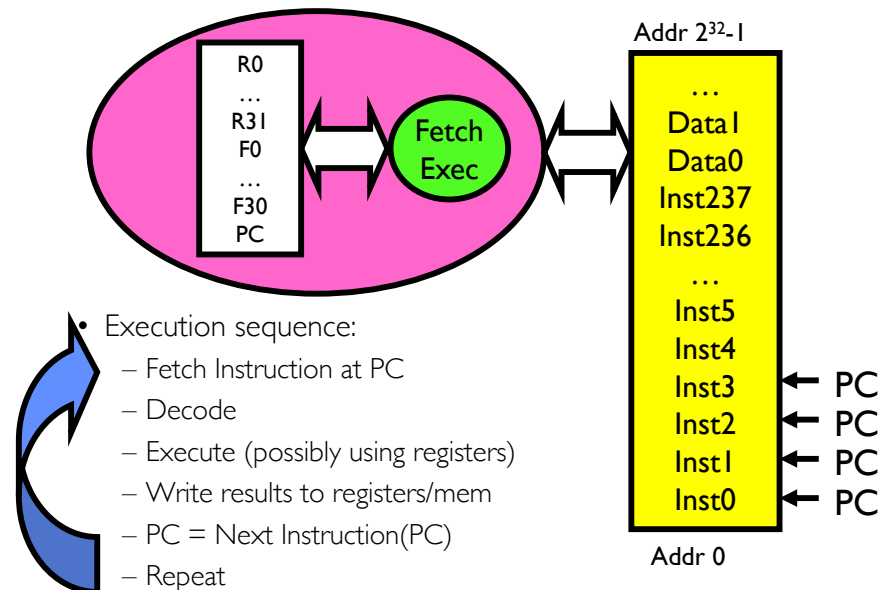 Addr 2³²-1
R0
…
R31
F0
…
F30
PC
Fetch
Exec
…
Data1
Data0
Inst237
Inst236
…
Inst5
Inst4
Inst3
Inst2
Inst1
Inst0
PC
PC
PC
PC
Addr 0
• Execution sequence:
– Fetch Instruction at PC
– Decode
– Execute (possibly using registers)
– Write results to registers/mem
– PC = Next Instruction(PC)
– Repeat